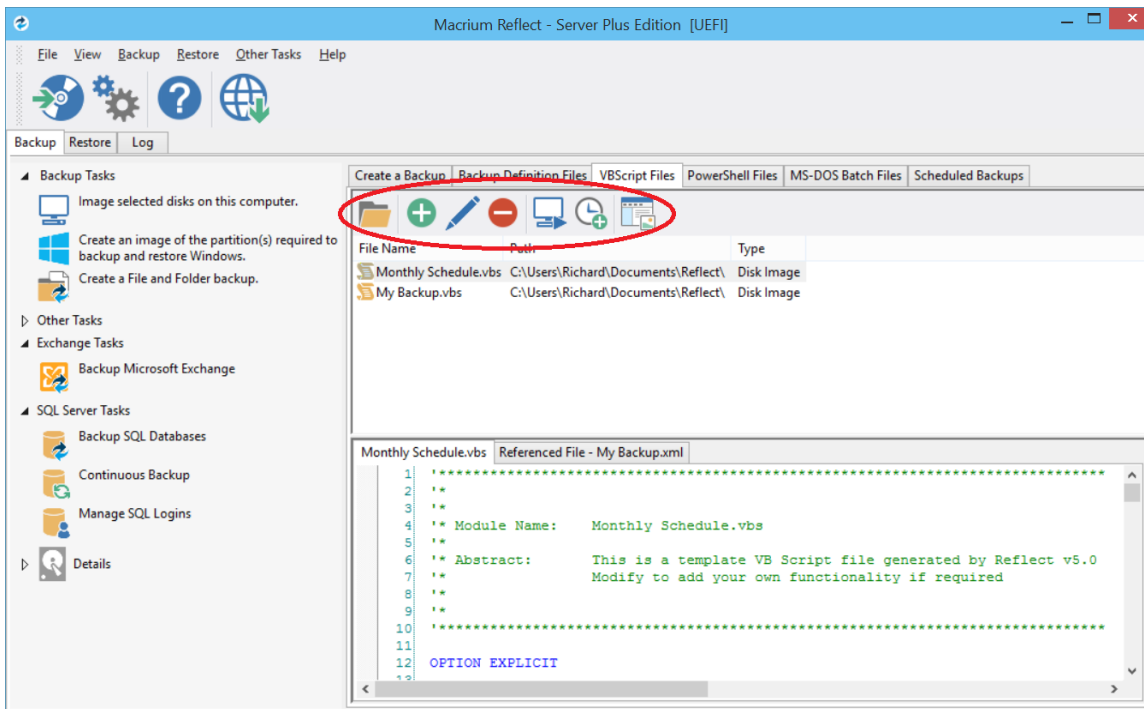 Macrium Reflect - Server Plus Edition [UEFI]
File View Backup Restore Other Tasks Help
Backup Restore Log
Backup Tasks
Image selected disks on this computer.
Create an image of the partition(s) required to
backup and restore Windows.
Create a File and Folder backup.
Other Tasks
Exchange Tasks
Backup Microsoft Exchange
SQL Server Tasks
Backup SQL Databases
Continuous Backup
Manage SQL Logins
Details
Create a Backup Backup Definition Files VBScript Files PowerShell Files MS-DOS Batch Files Scheduled Backups
File Name Path Type
Monthly Schedule.vbs C:\Users\Richard\Documents\Reflect\ Disk Image
My Backup.vbs C:\Users\Richard\Documents\Reflect\ Disk Image
Monthly Schedule.vbs Referenced File - My Backup.xml
1 '*******************************************************************************
2 '*
3 '*
4 '* Module Name: Monthly Schedule.vbs
5 '*
6 '* Abstract: This is a template VB Script file generated by Reflect v5.0
7 '* Modify to add your own functionality if required
8 '*
9 '*
10 '*******************************************************************************
11
12 OPTION EXPLICIT
13